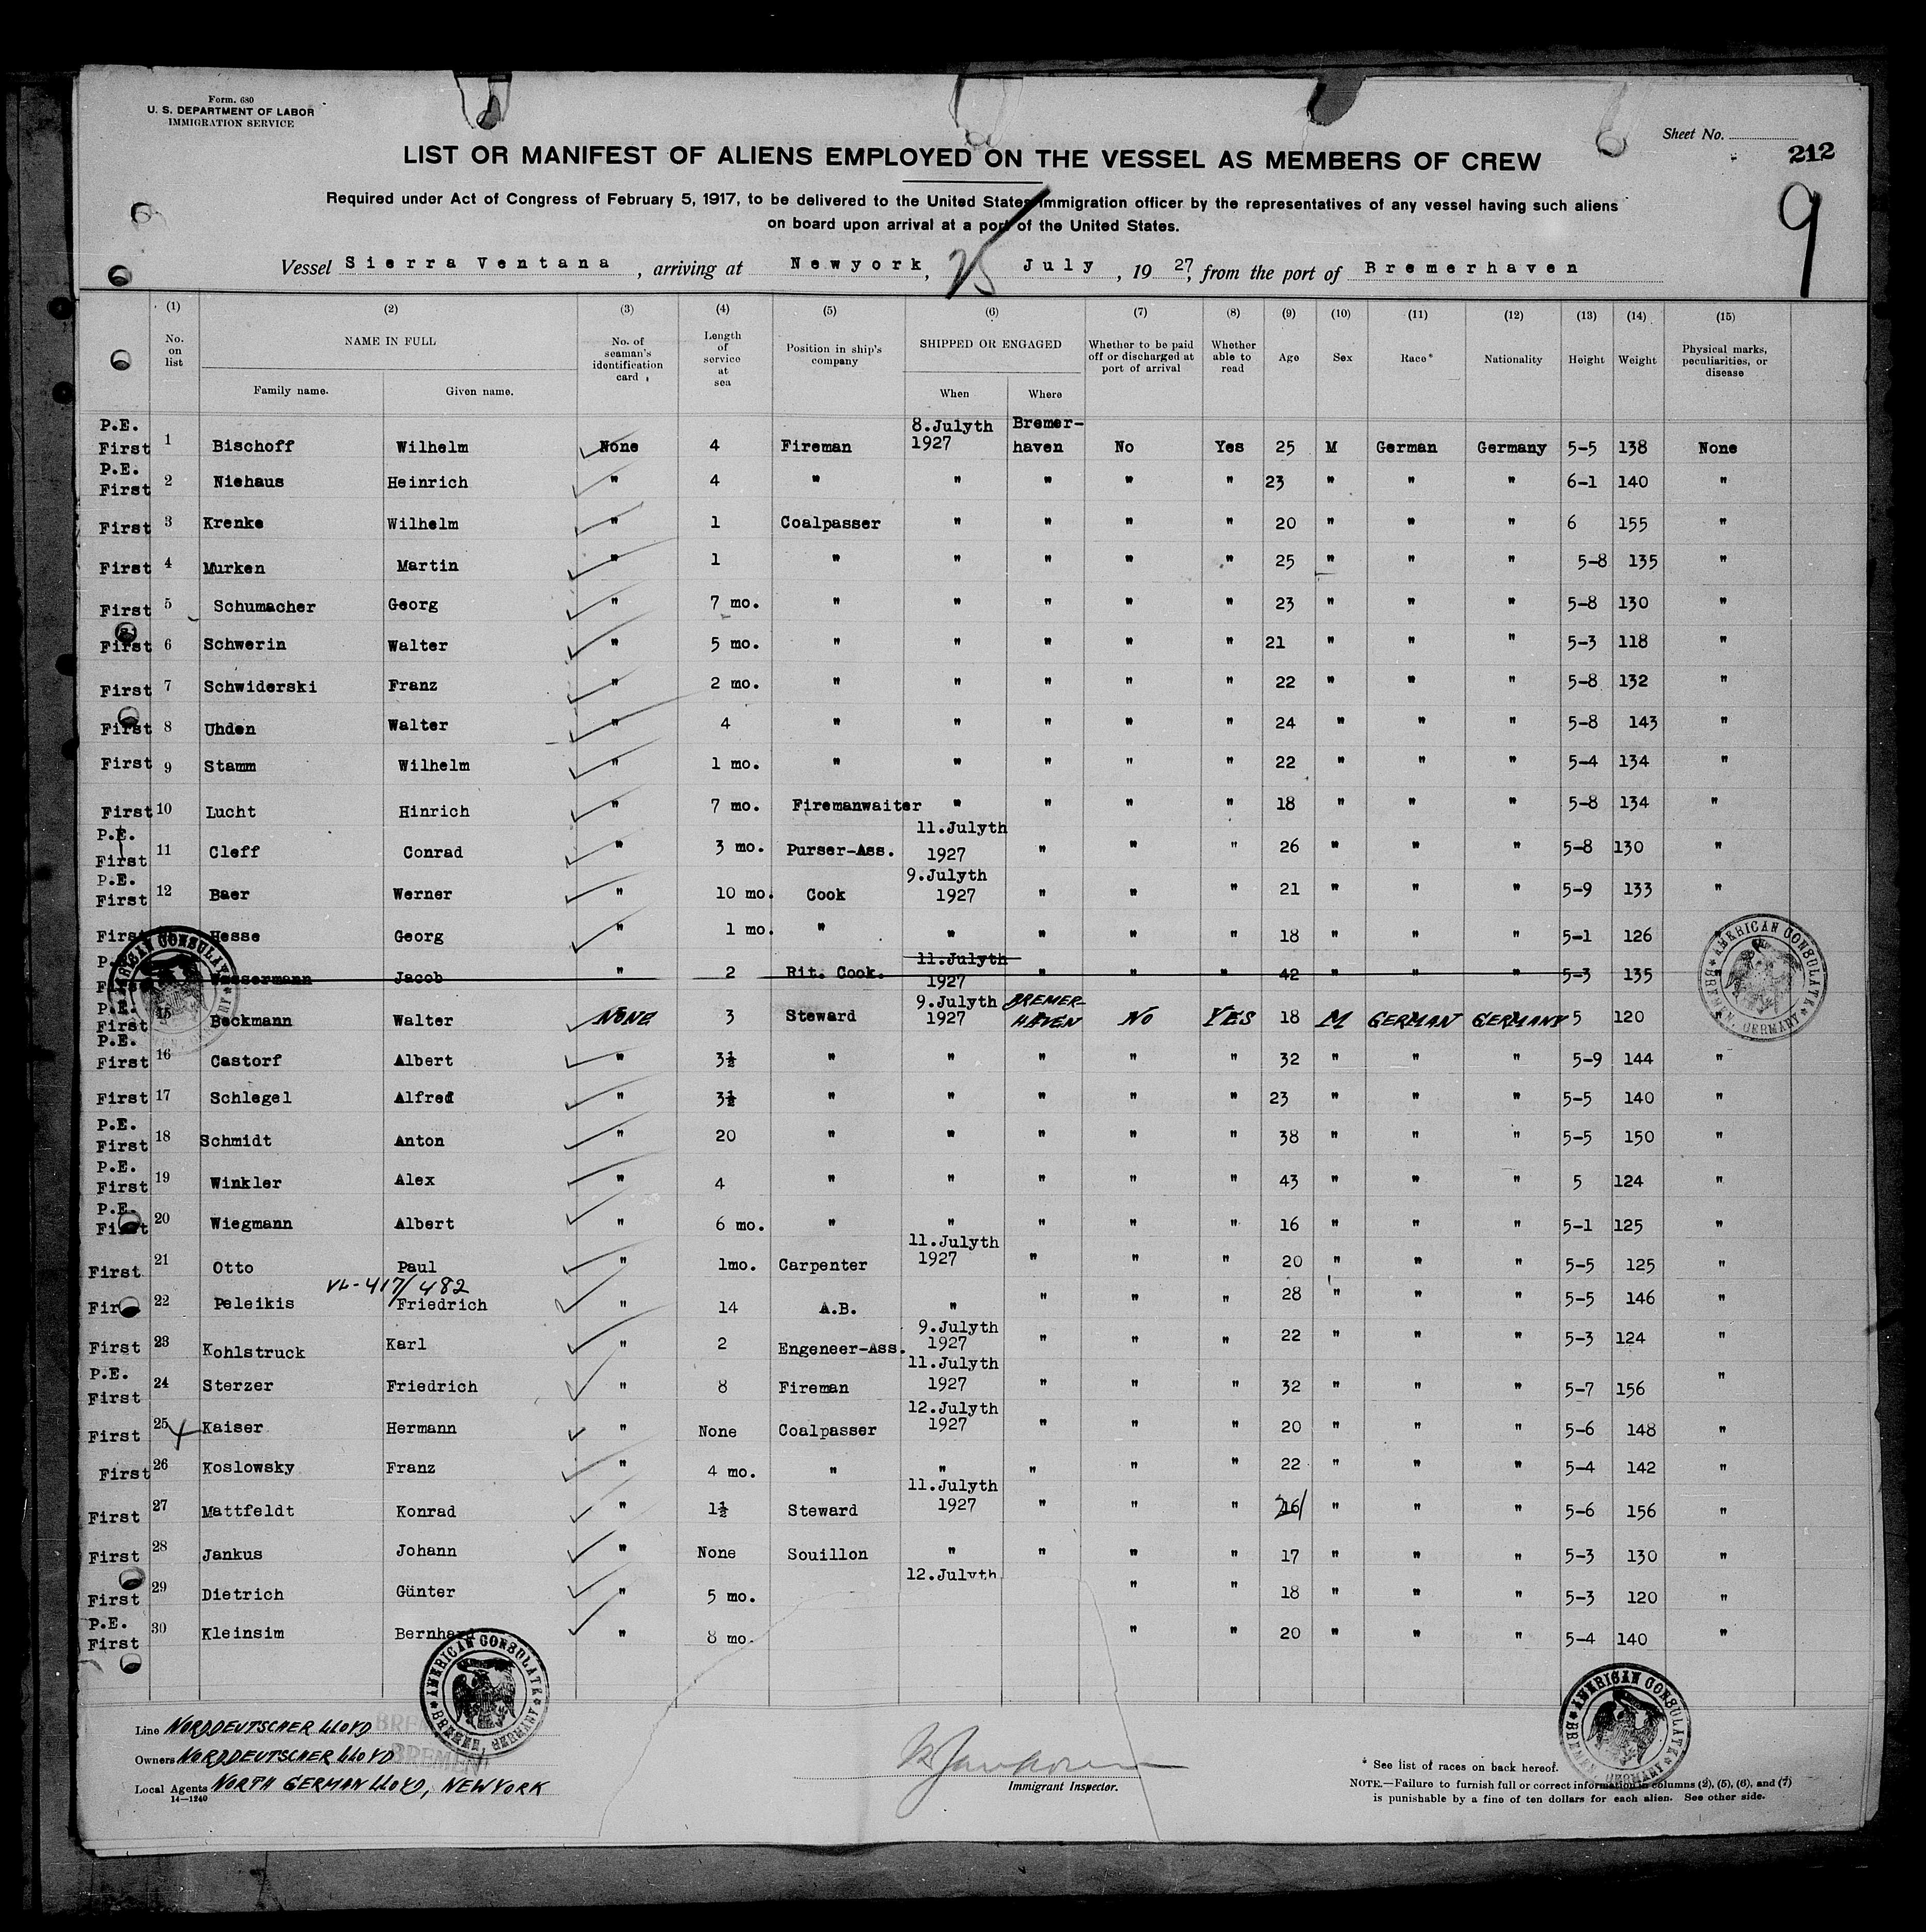 Form. 680
U. S. DEPARTMENT OF LABOR
IMMIGRATION SERVICE
Sheet No.
212
9
LIST OR MANIFEST OF ALIENS EMPLOYED ON THE VESSEL AS MEMBERS OF CREW
Required under Act of Congress of February 5, 1917, to be delivered to the United States Immigration officer by the representatives of any vessel having such aliens
on board upon arrival at a port of the United States.
Vessel Sierra Ventana, arriving at Newyork, 25 July, 19 27, from the port of Bremerhaven
(1) (2) (3) (4) (5) (6) (7) (8) (9) (10) (11) (12) (13) (14) (15)
No. on list NAME IN FULL Family name. Given name. No. of seaman's identification card Length of service at sea Position in ship's company SHIPPED OR ENGAGED When Where Whether to be paid off or discharged at port of arrival Whether able to read Age Sex Race* Nationality Height Weight Physical marks, peculiarities, or disease
P.E. First 1 Bischoff Wilhelm None 4 Fireman 8.Julyth 1927 Bremer-haven No Yes 25 M German Germany 5-5 138 None
P.E. First 2 Niehaus Heinrich " 4 " " " " " 23 " " " 6-1 140 "
First 3 Krenke Wilhelm " 1 Coalpasser " " " " 20 " " " 6 155 "
First 4 Murken Martin " 1 " " " " " 25 " " " 5-8 135 "
First 5 Schumacher Georg " 7 mo. " " " " " 23 " " " 5-8 130 "
First 6 Schwerin Walter " 5 mo. " " " " " 21 " " " 5-3 118 "
First 7 Schwiderski Franz " 2 mo. " " " " " 22 " " " 5-8 132 "
First 8 Uhden Walter " 4 " " " " " 24 " " " 5-8 143 "
First 9 Stamm Wilhelm " 1 mo. " " " " " 22 " " " 5-4 134 "
First 10 Lucht Hinrich " 7 mo. Firemanwaiter " " " " 18 " " " 5-8 134 "
P.E. First 11 Cleff Conrad " 3 mo. Purser-Ass. 11.Julyth 1927 " " " 26 " " " 5-8 130 "
P.E. First 12 Baer Werner " 10 mo. Cook 9.Julyth 1927 " " " 21 " " " 5-9 133 "
First Hesse Georg " 1 mo. " " " " " 18 " " " 5-1 126
Jacob " 2 Rit. Cook. 11.Julyth 1927 " " " 42 " " " 5-3 135
P.E. First 15 Beckmann Walter NONE 3 Steward 9.Julyth 1927 BREMER-HAVEN NO YES 18 M GERMAN GERMANY 5 120
P.E. First 16 Castorf Albert " 3½ " " " " " 32 " " " 5-9 144 "
First 17 Schlegel Alfred " 3½ " " " " " 23 " " " 5-5 140 "
P.E. First 18 Schmidt Anton " 20 " " " " " 38 " " " 5-5 150 "
P.E. First 19 Winkler Alex " 4 " " " " " 43 " " " 5 124 "
P.E. First 20 Wiegmann Albert " 6 mo. " " " " " 16 " " " 5-1 125 "
First 21 Otto Paul " 1mo. Carpenter 11.Julyth 1927 " " " 20 " " " 5-5 125 "
VL-417/482
First 22 Peleikis Friedrich " 14 A.B. " " " " 28 " " " 5-5 146 "
First 23 Kohlstruck Karl " 2 Engeneer-Ass. 9.Julyth 1927 " " " 22 " " " 5-3 124 "
P.E. First 24 Sterzer Friedrich " 8 Fireman 11.Julyth 1927 " " " 32 " " " 5-7 156 "
First 25 Kaiser Hermann " None Coalpasser 12.Julyth 1927 " " " 20 " " " 5-6 148 "
First 26 Koslowsky Franz " 4 mo. " " " " " 22 " " " 5-4 142 "
First 27 Mattfeldt Konrad " 1½ Steward 11.Julyth 1927 " " " " " " 5-6 156 "
First 28 Jankus Johann " None Souillon " " " " 17 " " " 5-3 130 "
First 29 Dietrich Günter " 5 mo. 12.Julyth " " 18 " " " 5-3 120 "
P.E. First 30 Kleinsim Bernhard " 8 mo. " " 20 " " " 5-4 140 "
AMERICAN CONSULATE BREMEN, GERMANY
AMERICAN CONSULATE BREMEN, GERMANY
AMERICAN CONSULATE BREMEN, GERMANY
AMERICAN CONSULATE BREMEN, GERMANY
Line NORDDEUTSCHER LLOYD
Owners NORDDEUTSCHER LLOYD BREMEN
Local Agents NORTH GERMAN LLOYD, NEWYORK
14—1240
Immigrant Inspector.
* See list of races on back hereof.
NOTE.—Failure to furnish full or correct information in columns (2), (5), (6), and (7)
is punishable by a fine of ten dollars for each alien. See other side.